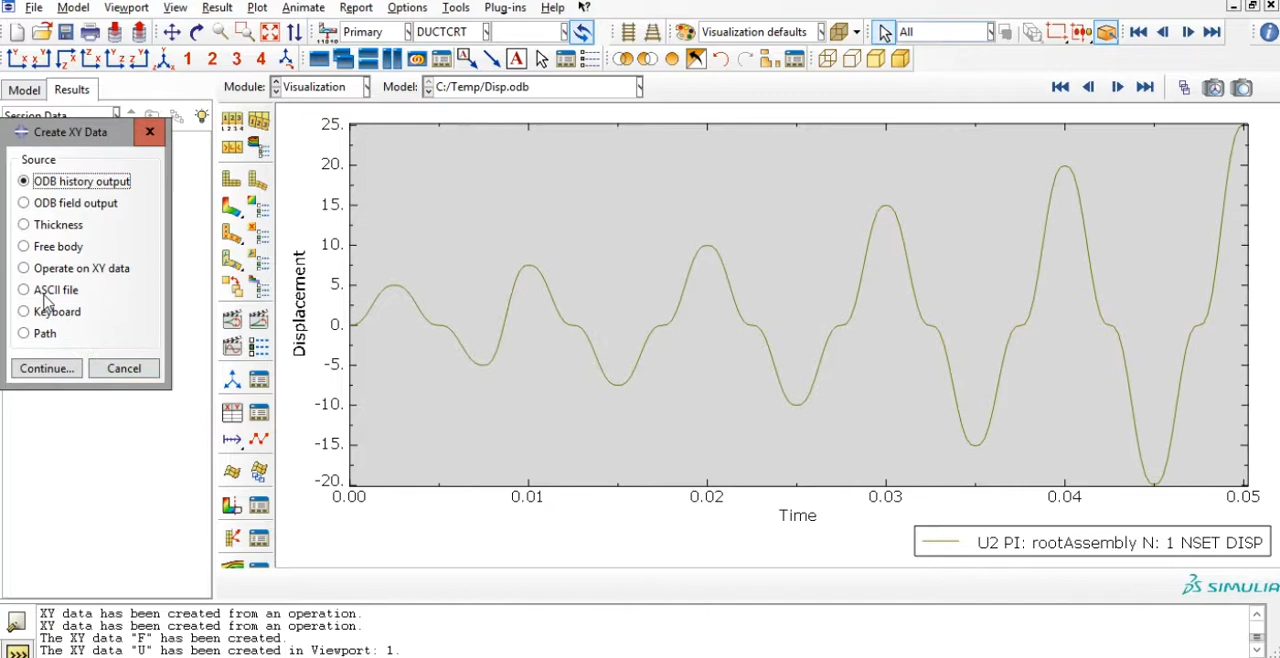 File Model Viewport View Result Plot Animate Report Options Tools Plug-ins Help
Primary DUCTCRT Visualization defaults All
1 2 3 4 A
Model Results Module: Visualization Model: C:/Temp/Disp.odb
Session Data
Create XY Data
Source
ODB history output
ODB field output
Thickness
Free body
Operate on XY data
ASCII file
Keyboard
Path
Continue... Cancel
25.
20.
15.
10.
5.
0.
-5.
-10.
-15.
-20.
Displacement
0.00 0.01 0.02 0.03 0.04 0.05
Time
U2 PI: rootAssembly N: 1 NSET DISP
SIMULIA
XY data has been created from an operation.
XY data has been created from an operation.
The XY data "F" has been created.
The XY data "U" has been created in Viewport: 1.
>>>